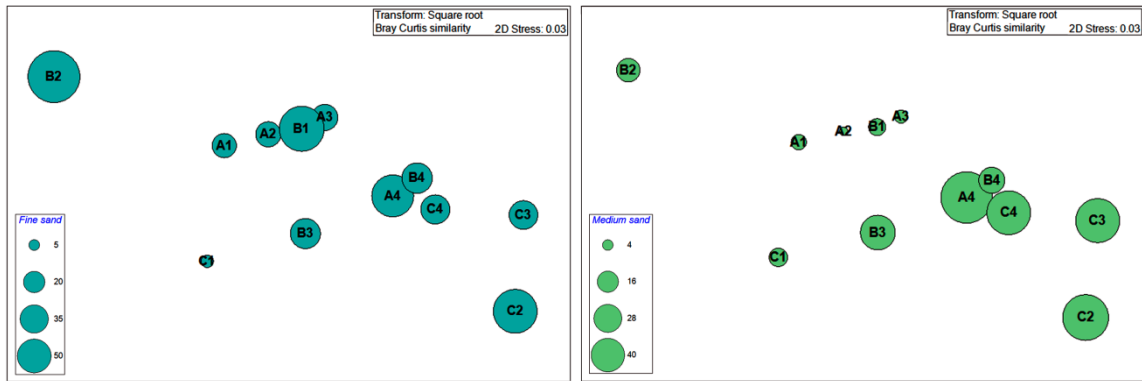 Transform: Square root
Bray Curtis similarity 2D Stress: 0.03
B2
A3
B1
A2
A1
B4
A4
C4
C3
B3
C1
C2
Fine sand
5
20
35
50
Transform: Square root
Bray Curtis similarity 2D Stress: 0.03
B2
A3
B1
A2
A1
B4
A4
C4
C3
B3
C1
C2
Medium sand
4
16
28
40